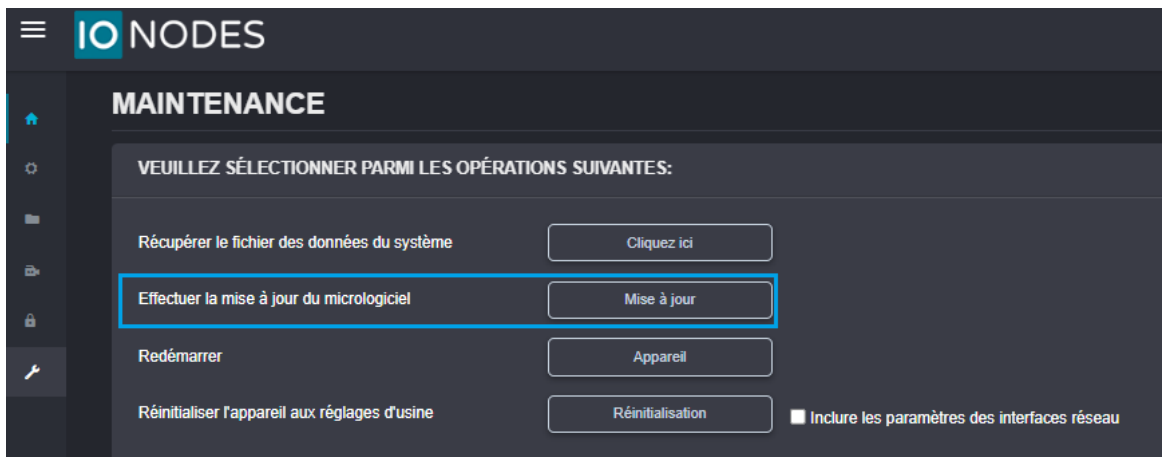 IO NODES
MAINTENANCE
VEUILLEZ SÉLECTIONNER PARMI LES OPÉRATIONS SUIVANTES:
Récupérer le fichier des données du système Cliquez ici
Effectuer la mise à jour du micrologiciel Mise à jour
Redémarrer Appareil
Réinitialiser l'appareil aux réglages d'usine Réinitialisation Inclure les paramètres des interfaces réseau